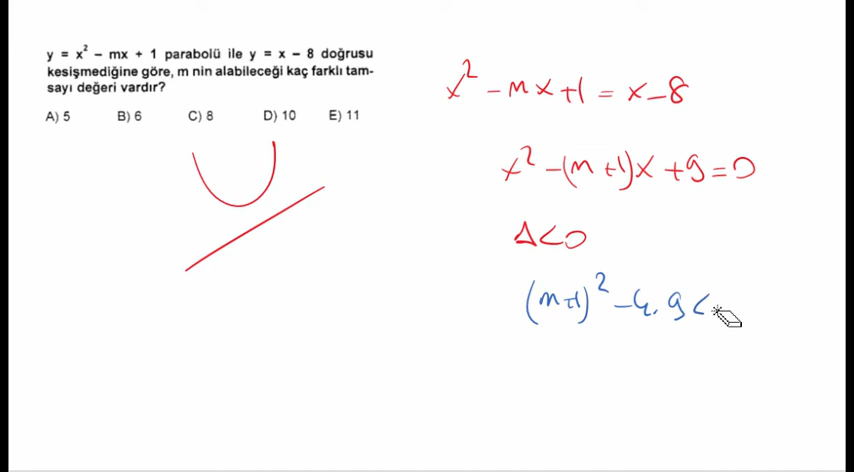 y = x² – mx + 1 parabolü ile y = x – 8 doğrusu
kesişmediğine göre, m nin alabileceği kaç farklı tam-
sayı değeri vardır?
A) 5 B) 6 C) 8 D) 10 E) 11
x² – mx + 1 = x – 8
x² – (m + 1)x + 9 = 0
Δ < 0
(m+1)² – 4. 9 <